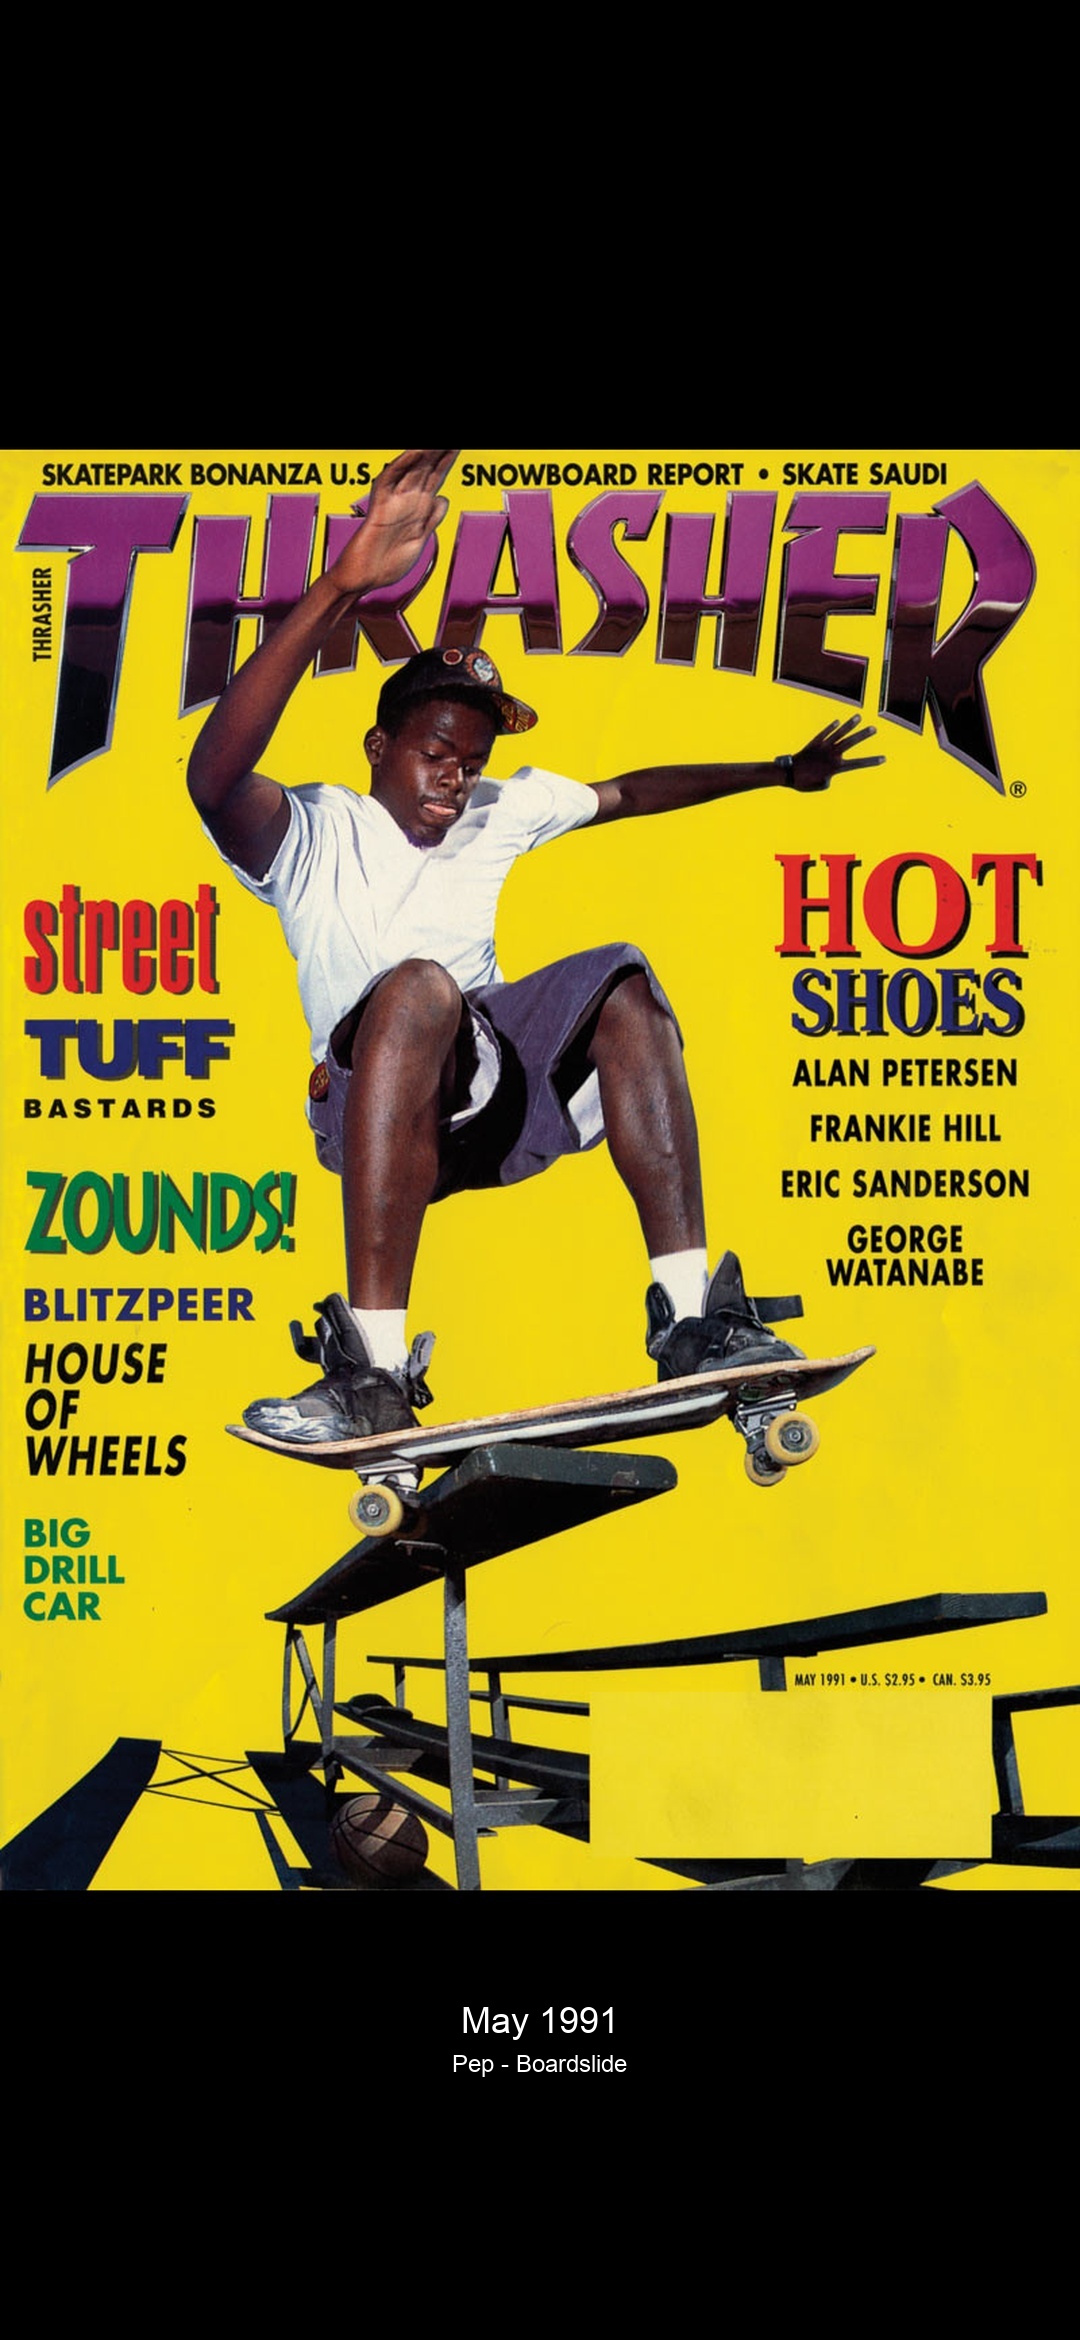 SKATEPARK BONANZA U.S. SNOWBOARD REPORT • SKATE SAUDI
THRASHER
THRASHER
®
street
TUFF
BASTARDS
ZOUNDS!
BLITZPEER
HOUSE
OF
WHEELS
BIG
DRILL
CAR
HOT
SHOES
ALAN PETERSEN
FRANKIE HILL
ERIC SANDERSON
GEORGE
WATANABE
MAY 1991 • U.S. $2.95 • CAN. $3.95
May 1991
Pep - Boardslide